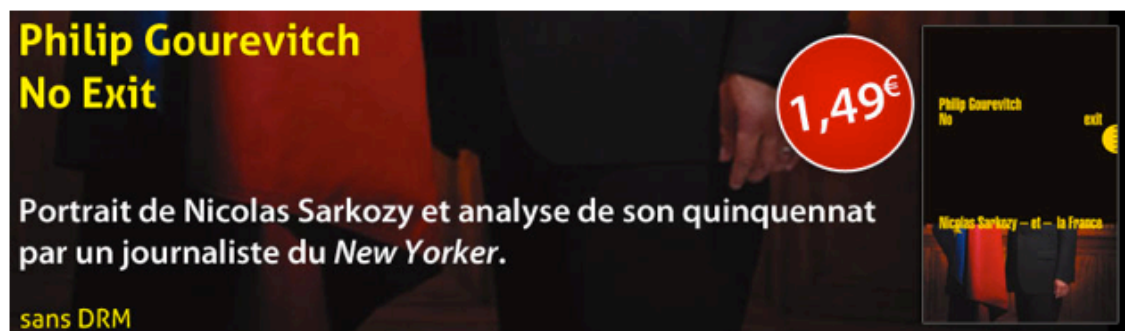 Philip Gourevitch
No Exit
1,49€
Portrait de Nicolas Sarkozy et analyse de son quinquennat
par un journaliste du New Yorker.
sans DRM
Philip Gourevitch
No exit
Nicolas Sarkozy – et – la France